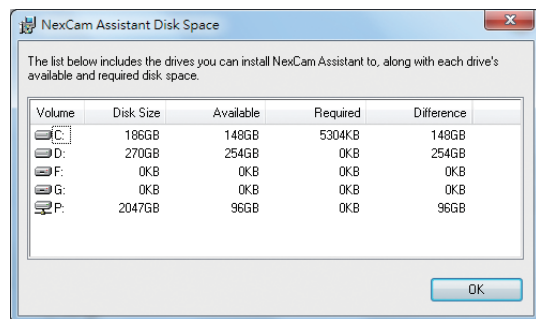 NexCam Assistant Disk Space
The list below includes the drives you can install NexCam Assistant to, along with each drive's
available and required disk space.
Volume Disk Size Available Required Difference
C: 186GB 148GB 5304KB 148GB
D: 270GB 254GB 0KB 254GB
F: 0KB 0KB 0KB 0KB
G: 0KB 0KB 0KB 0KB
P: 2047GB 96GB 0KB 96GB
OK